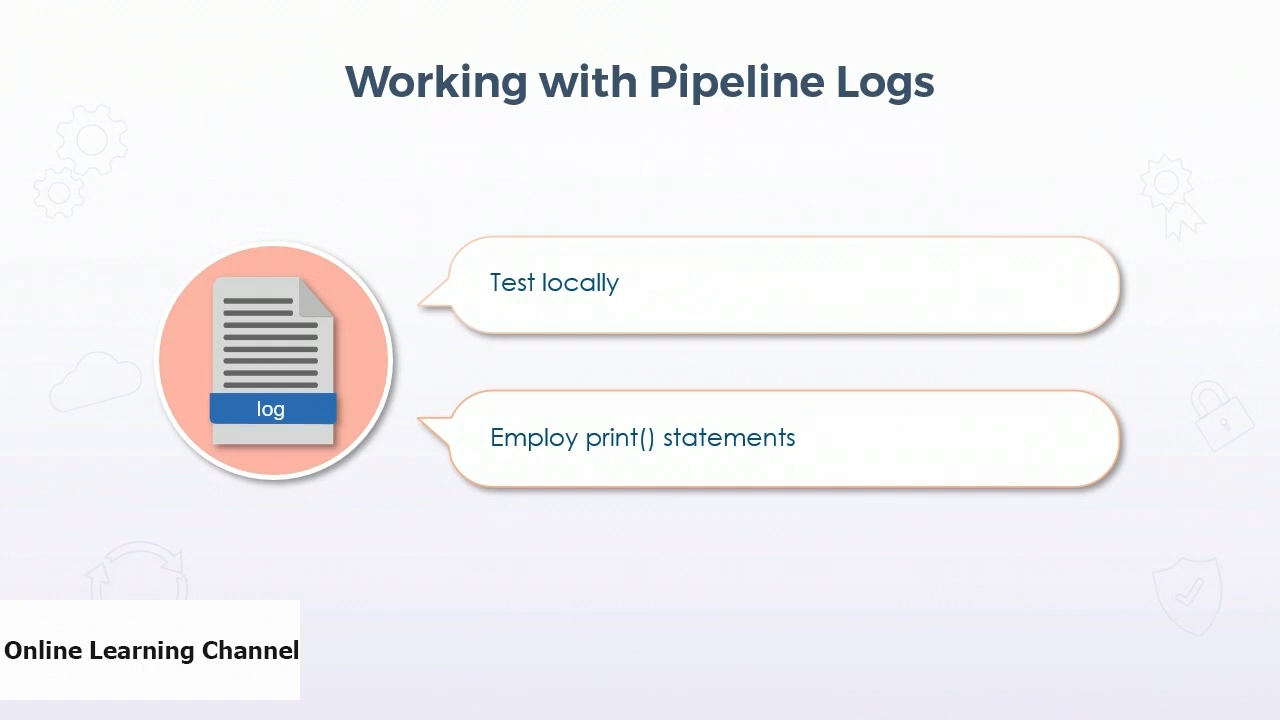 Working with Pipeline Logs
Test locally
log
Employ print() statements
Online Learning Channel